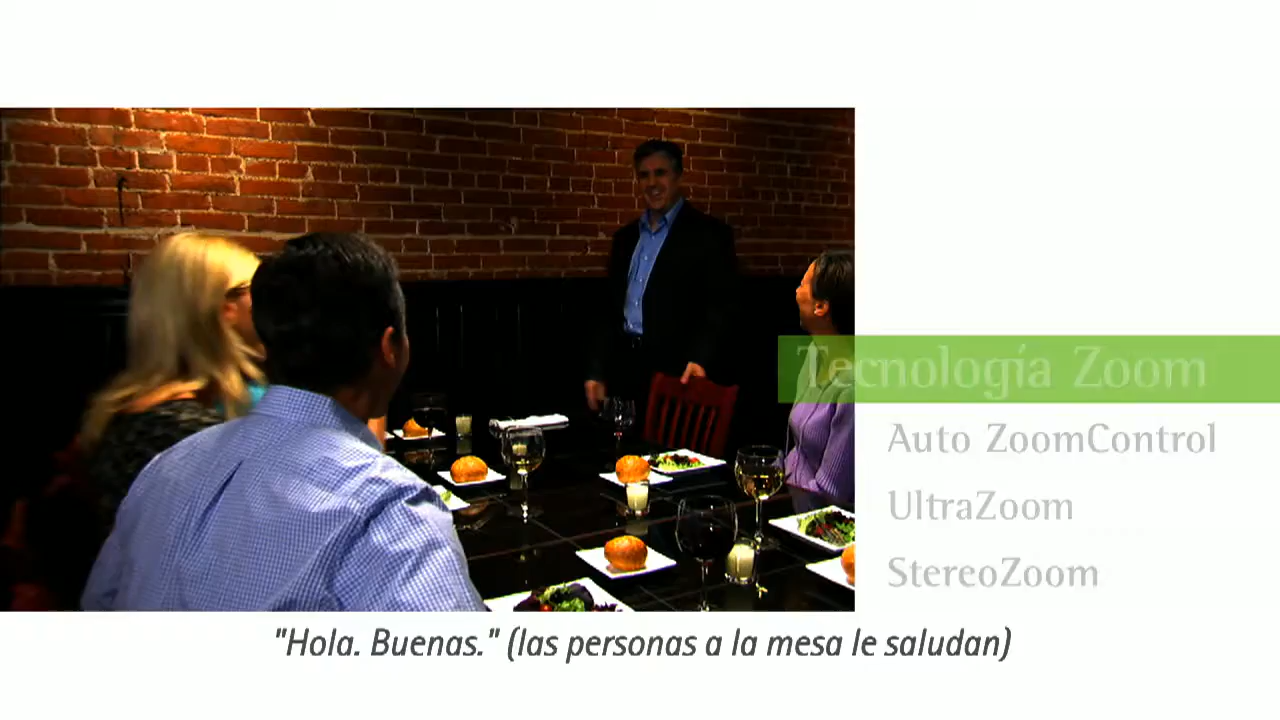 Tecnología Zoom
Auto ZoomControl
UltraZoom
StereoZoom
"Hola. Buenas." (las personas a la mesa le saludan)